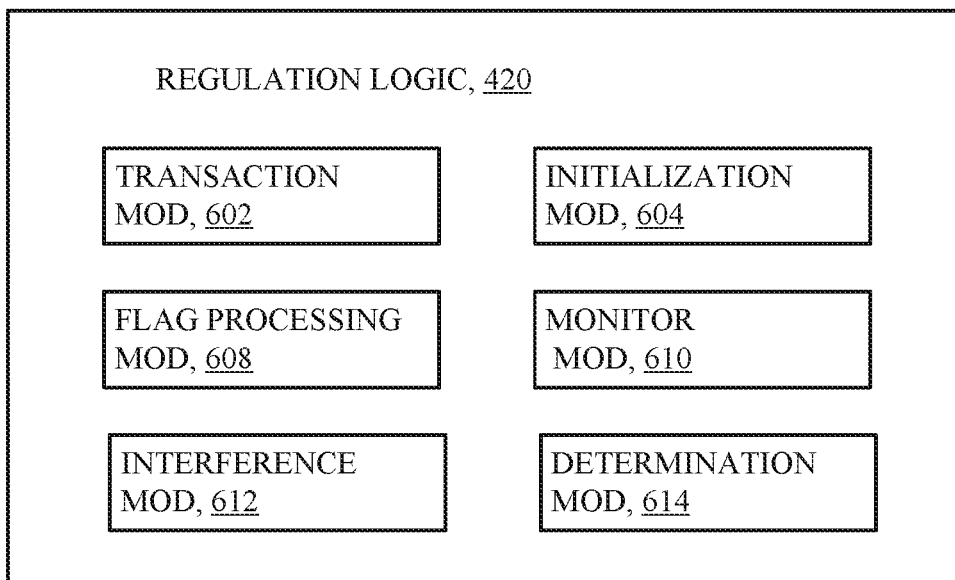 REGULATION LOGIC, 420
TRANSACTION
MOD, 602
INITIALIZATION
MOD, 604
FLAG PROCESSING
MOD, 608
MONITOR
MOD, 610
INTERFERENCE
MOD, 612
DETERMINATION
MOD, 614